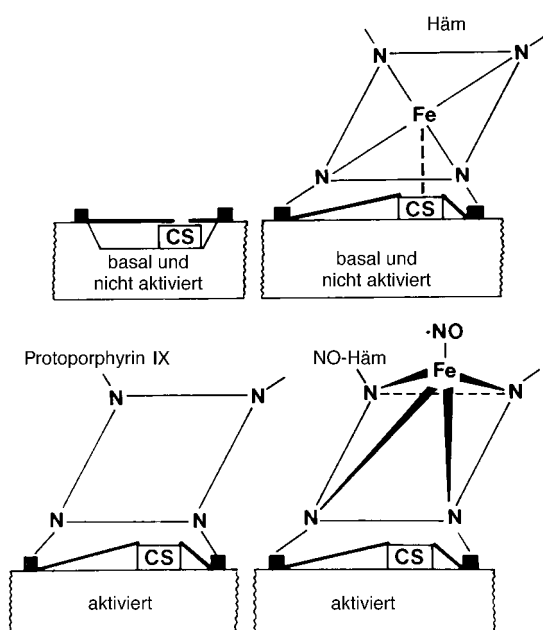 Häm
N
N
Fe
N
N
CS
basal und
nicht aktiviert
CS
basal und
nicht aktiviert
Protoporphyrin IX
N
N
N
N
CS
aktiviert
·NO
NO-Häm
Fe
N
N
N
N
CS
aktiviert